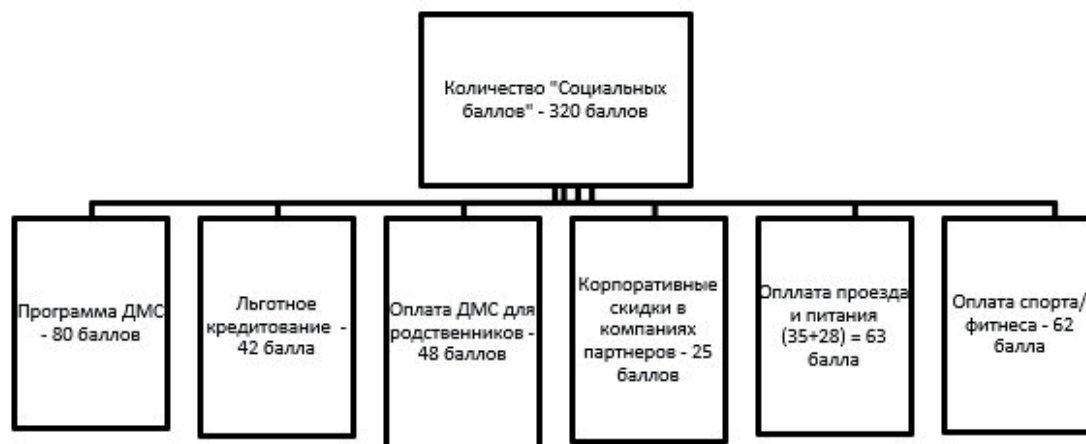 Количество "Социальных
баллов" - 320 баллов
Программа ДМС
- 80 баллов
Льготное
кредитование -
42 балла
Оплата ДМС для
родственников -
48 баллов
Корпоративные
скидки в
компаниях
партнеров - 25
баллов
Опллата проезда
и питания
(35+28) = 63
балла
Оплата спорта/
фитнеса - 62
балла